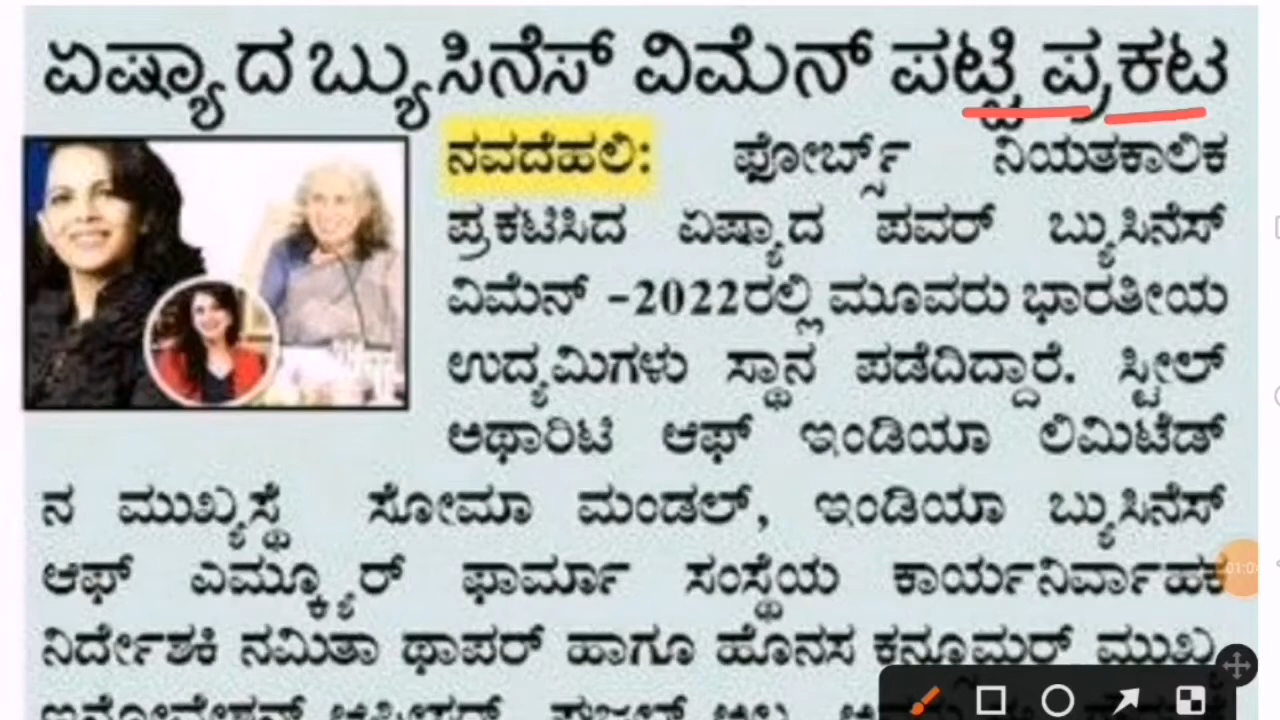 ಏಷ್ಯಾದ ಬ್ಯುಸಿನೆಸ್ ವಿಮೆನ್ ಪಟ್ಟಿ ಪ್ರಕಟ
ನವದೆಹಲಿ: ಫೋರ್ಬ್ಸ್ ನಿಯತಕಾಲಿಕ
ಪ್ರಕಟಿಸಿದ ಏಷ್ಯಾದ ಪವರ್ ಬ್ಯುಸಿನೆಸ್
ವಿಮೆನ್ -2022ರಲ್ಲಿ ಮೂವರು ಭಾರತೀಯ
ಉದ್ಯಮಿಗಳು ಸ್ಥಾನ ಪಡೆದಿದ್ದಾರೆ. ಸ್ಟೀಲ್
ಅಥಾರಿಟಿ ಆಫ್ ಇಂಡಿಯಾ ಲಿಮಿಟೆಡ್
ನ ಮುಖ್ಯಸ್ಥೆ ಸೋಮಾ ಮಂಡಲ್, ಇಂಡಿಯಾ ಬ್ಯುಸಿನೆಸ್
ಆಫ್ ಎಮ್ಕ್ಯೂರ್ ಫಾರ್ಮಾ ಸಂಸ್ಥೆಯ ಕಾರ್ಯನಿರ್ವಾಹಕ
ನಿರ್ದೇಶಕಿ ನಮಿತಾ ಥಾಪರ್ ಹಾಗೂ ಹೊನಸ ಕನ್ಸೂಮರ್ ಮುಖ್ಯ